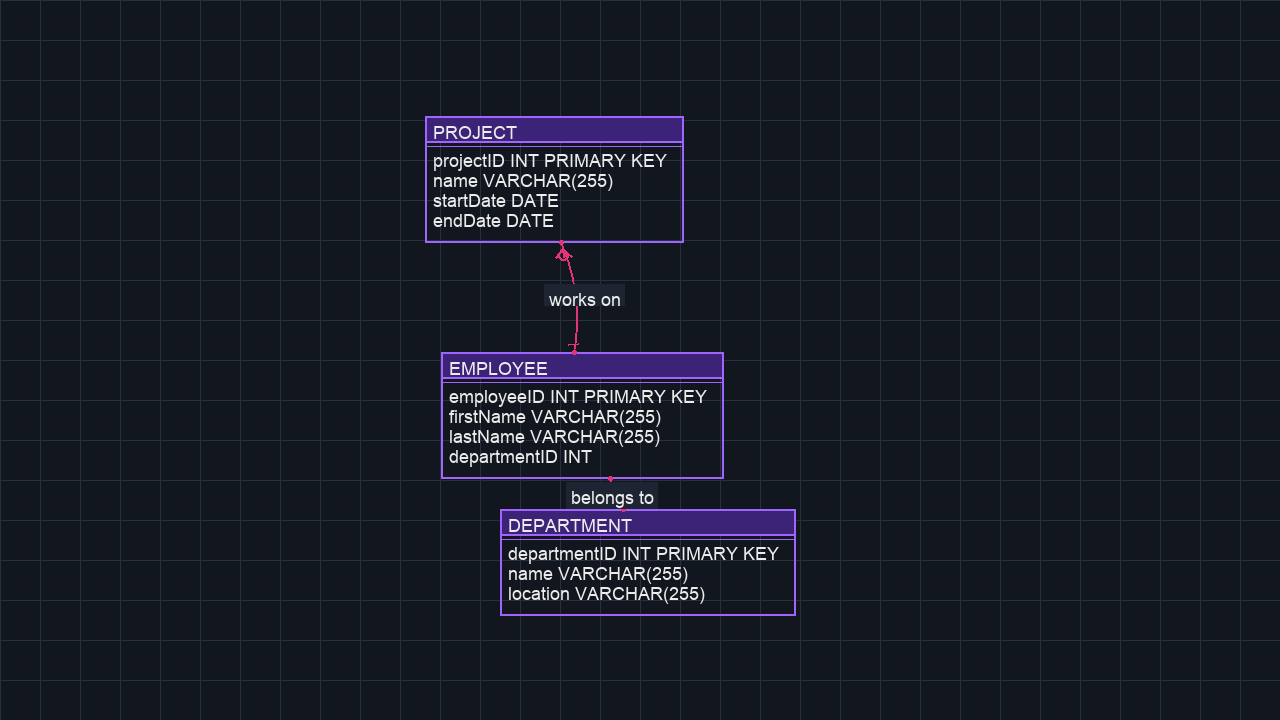 PROJECT
projectID INT PRIMARY KEY
name VARCHAR(255)
startDate DATE
endDate DATE
works on
EMPLOYEE
employeeID INT PRIMARY KEY
firstName VARCHAR(255)
lastName VARCHAR(255)
departmentID INT
belongs to
DEPARTMENT
departmentID INT PRIMARY KEY
name VARCHAR(255)
location VARCHAR(255)